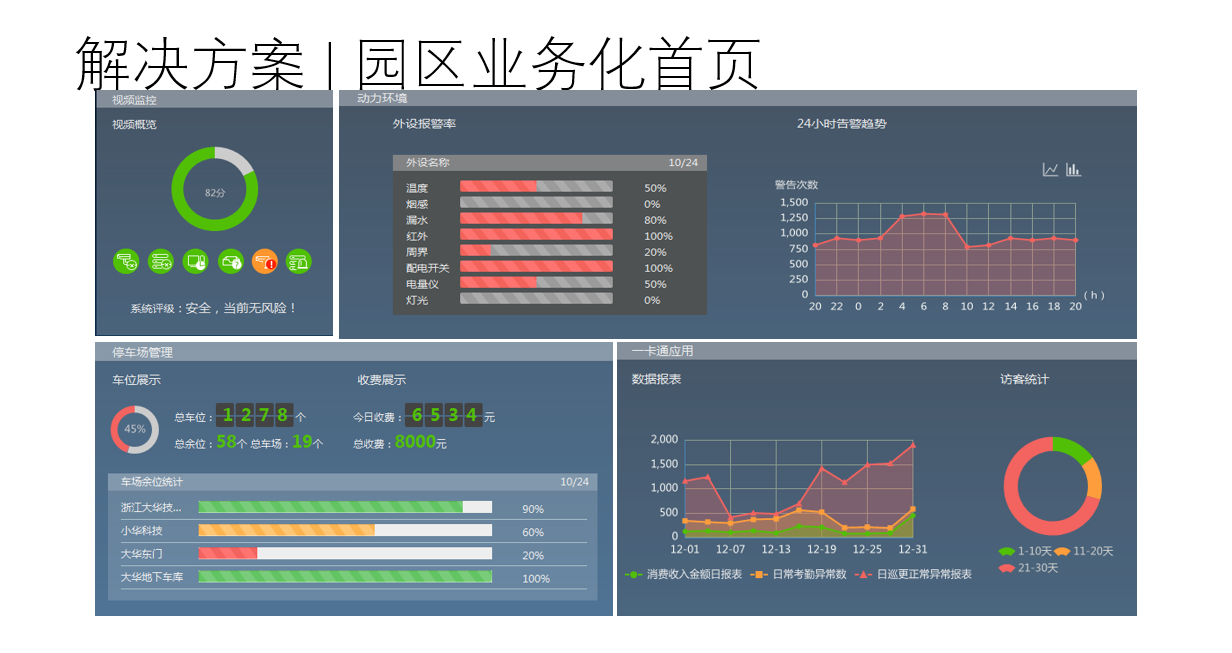 解决方案 | 园区业务化首页
视频监控
视频概览
82分
系统评级：安全，当前无风险！
动力环境
外设报警率
外设名称 10/24
温度 50%
烟感 0%
漏水 80%
红外 100%
周界 20%
配电开关 100%
电量仪 50%
灯光 0%
24小时告警趋势
警告次数
1,500
1,250
1,000
750
500
250
0
20 22 0 2 4 6 8 10 12 14 16 18 20 （h）
停车场管理
车位展示
45%
总车位：1278个
总余位：58个 总车场：19个
收费展示
今日收费：6534元
总收费：8000元
车场余位统计 10/24
浙江大华技... 90%
小华科技 60%
大华东门 20%
大华地下车库 100%
一卡通应用
数据报表
2,000
1,500
1,000
500
0
12-01 12-07 12-13 12-19 12-25 12-31
消费收入金额日报表 日常考勤异常数 日巡更正常异常报表
访客统计
1-10天 11-20天
21-30天